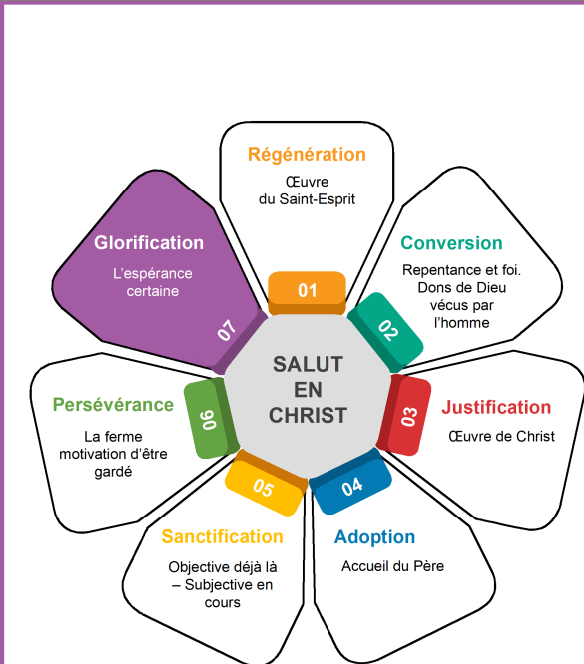 Régénération
Œuvre
du Saint-Esprit
01
Conversion
Repentance et foi.
Dons de Dieu
vécus par
l’homme
02
Justification
Œuvre de Christ
03
Adoption
Accueil du Père
04
Sanctification
Objective déjà là
– Subjective en
cours
05
Persévérance
La ferme
motivation d’être
gardé
06
Glorification
L’espérance
certaine
07
SALUT
EN
CHRIST